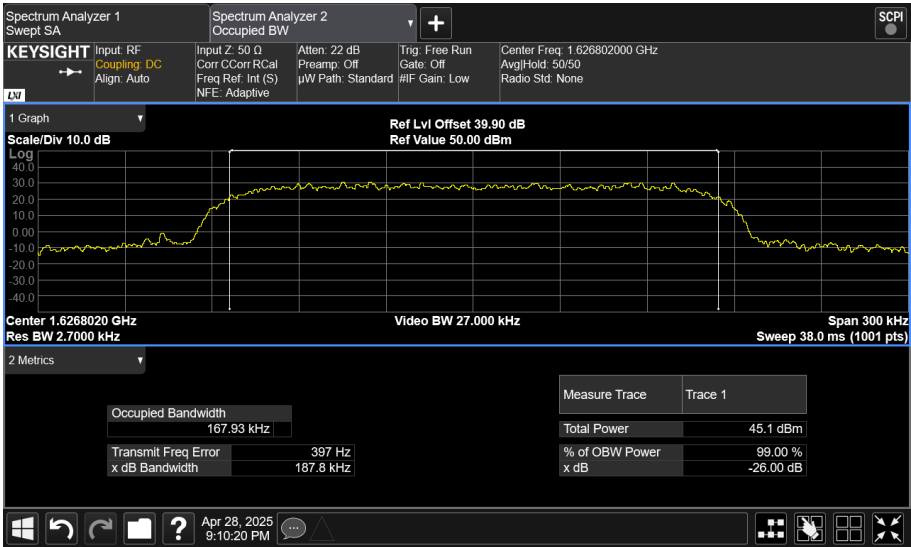 Spectrum Analyzer 1
Swept SA
Spectrum Analyzer 2
Occupied BW
SCPI
KEYSIGHT
LXI
Input: RF
Coupling: DC
Align: Auto
Input Z: 50 Ω
Corr CCorr RCal
Freq Ref: Int (S)
NFE: Adaptive
Atten: 22 dB
Preamp: Off
µW Path: Standard
Trig: Free Run
Gate: Off
#IF Gain: Low
Center Freq: 1.626802000 GHz
Avg|Hold: 50/50
Radio Std: None
1 Graph
Scale/Div 10.0 dB
Ref Lvl Offset 39.90 dB
Ref Value 50.00 dBm
Log
40.0
30.0
20.0
10.0
0.00
-10.0
-20.0
-30.0
-40.0
Center 1.6268020 GHz
Video BW 27.000 kHz
Span 300 kHz
Res BW 2.7000 kHz
Sweep 38.0 ms (1001 pts)
2 Metrics
Occupied Bandwidth
167.93 kHz
Transmit Freq Error 397 Hz
x dB Bandwidth 187.8 kHz
Measure Trace Trace 1
Total Power 45.1 dBm
% of OBW Power 99.00 %
x dB -26.00 dB
Apr 28, 2025
9:10:20 PM